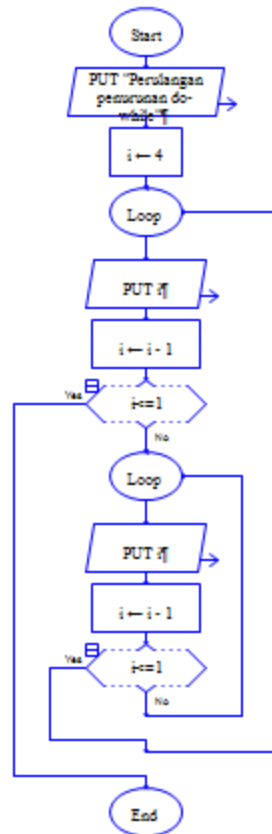 Start
PUT "Perulangan
penurunan do-
while"¶
i ← 4
Loop
PUT i¶
i ← i - 1
Yes
i<=1
No
Loop
PUT i¶
i ← i - 1
Yes
i<=1
No
End